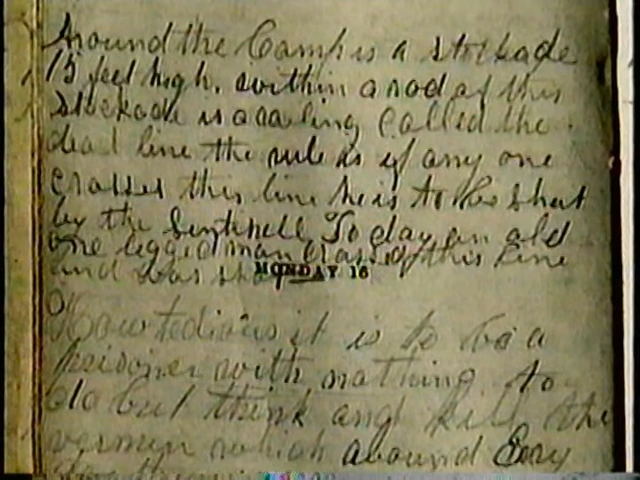 Around the Camp is a stockade
15 feet high. within a rod of this
Stockade is a railing called the
dead line the rule is if any one
crosses this line he is to be shot
by the Sentinell To day an old
one legged man crossed this line
and was shot
MONDAY 16
How tedious it is to be a
prisoner with nothing to
do but think and kill the
vermin which abound Evry